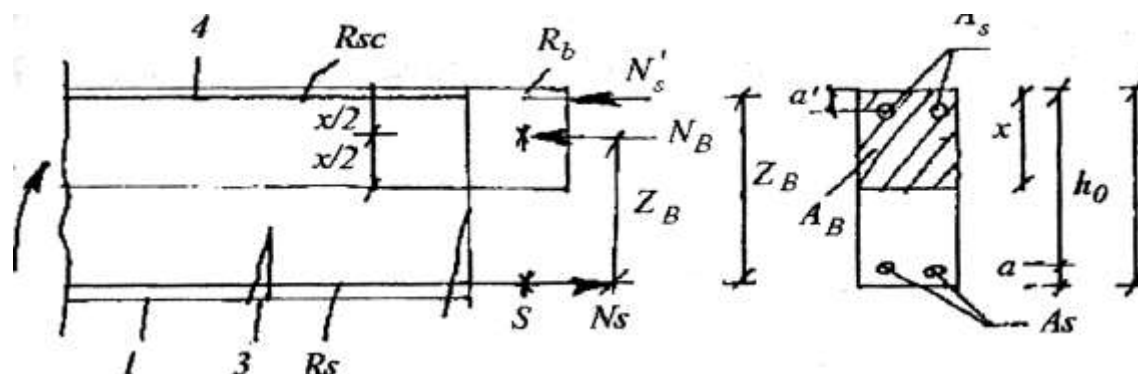 4
Rsc
R_b
N'_s
A_s
a'
x/2
x/2
N_B
x
Z_B
Z_B
h_0
A_B
a
S
Ns
As
1
3
Rs